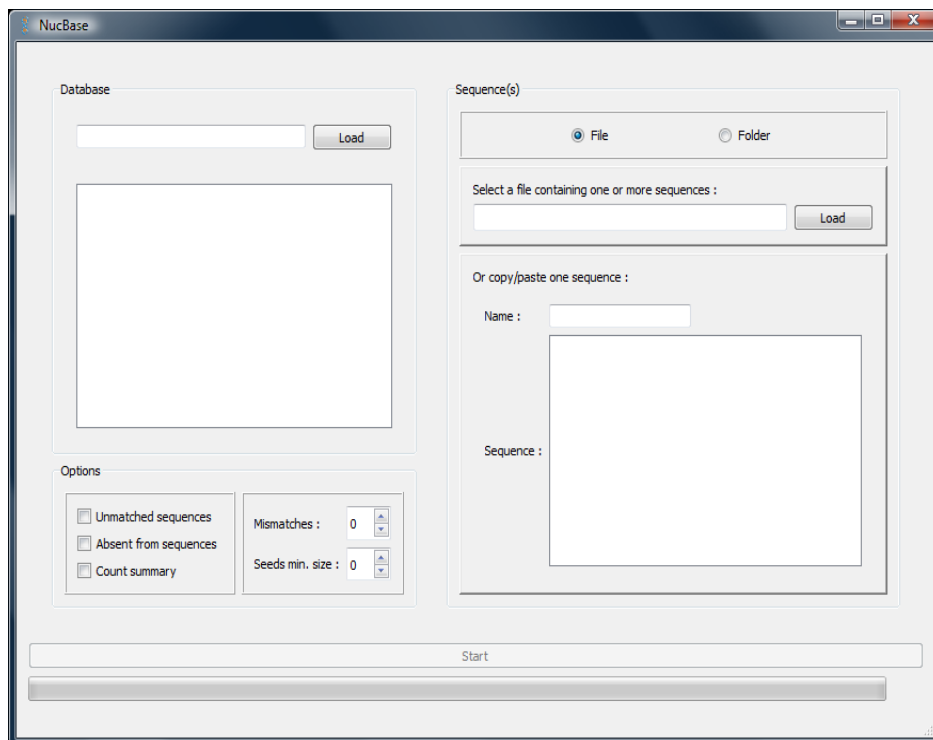 NucBase
Database
Load
Sequence(s)
File
Folder
Select a file containing one or more sequences :
Load
Or copy/paste one sequence :
Name :
Sequence :
Options
Unmatched sequences
Absent from sequences
Count summary
Mismatches : 0
Seeds min. size : 0
Start